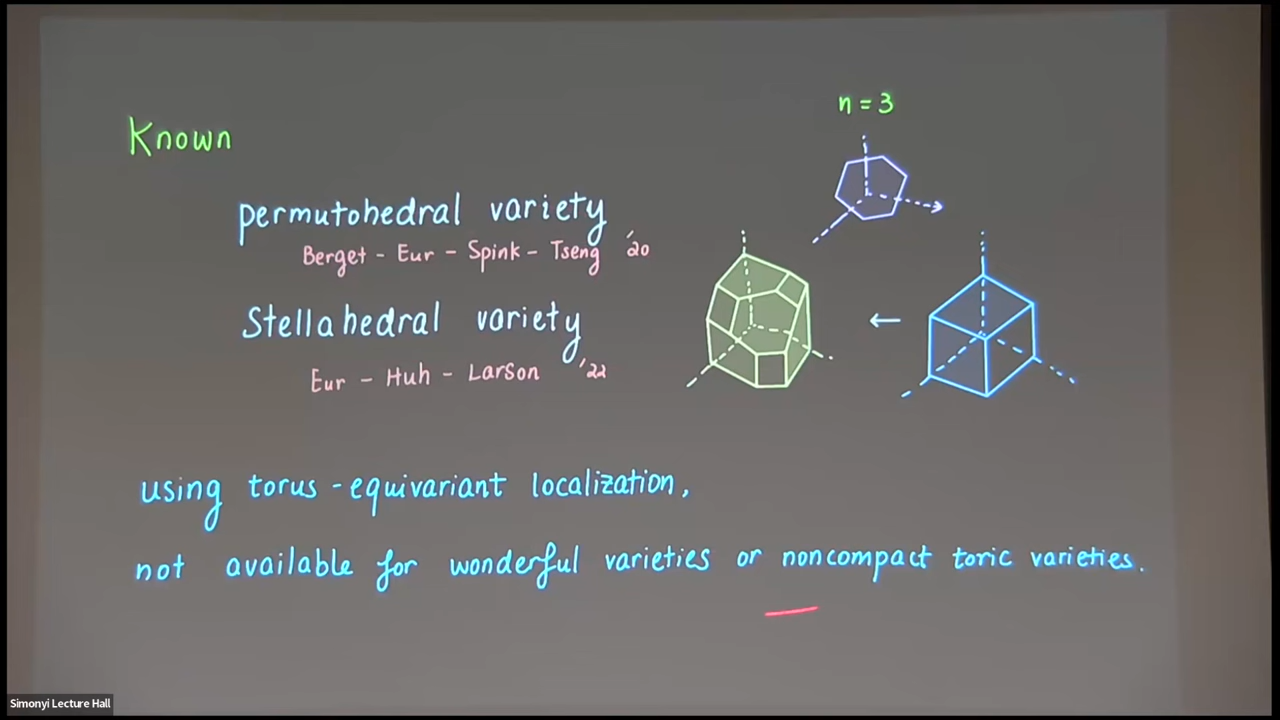 n = 3
Known
permutohedral variety
Berget - Eur - Spink - Tseng '20
Stellahedral variety
Eur - Huh - Larson '22
using torus-equivariant localization,
not available for wonderful varieties or noncompact toric varieties.
Simonyi Lecture Hall